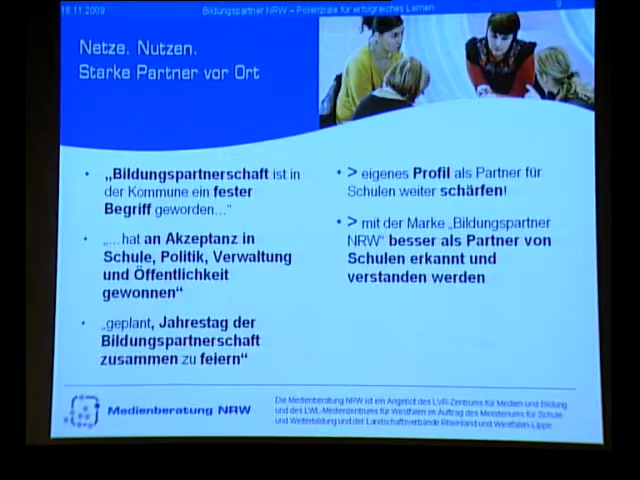 18.11.2009
Bildungspartner NRW – Potenziale für erfolgreiches Lernen
9
Netze. Nutzen.
Starke Partner vor Ort
• „Bildungspartnerschaft ist in
der Kommune ein fester
Begriff geworden...“
• „...hat an Akzeptanz in
Schule, Politik, Verwaltung
und Öffentlichkeit
gewonnen“
• „geplant, Jahrestag der
Bildungspartnerschaft
zusammen zu feiern“
• > eigenes Profil als Partner für
Schulen weiter schärfen!
• > mit der Marke „Bildungspartner
NRW“ besser als Partner von
Schulen erkannt und
verstanden werden
Medienberatung NRW
Die Medienberatung NRW ist ein Angebot des LVR-Zentrums für Medien und Bildung
und des LWL-Medienzentrums für Westfalen im Auftrag des Ministeriums für Schule
und Weiterbildung und der Landschaftsverbände Rheinland und Westfalen-Lippe.